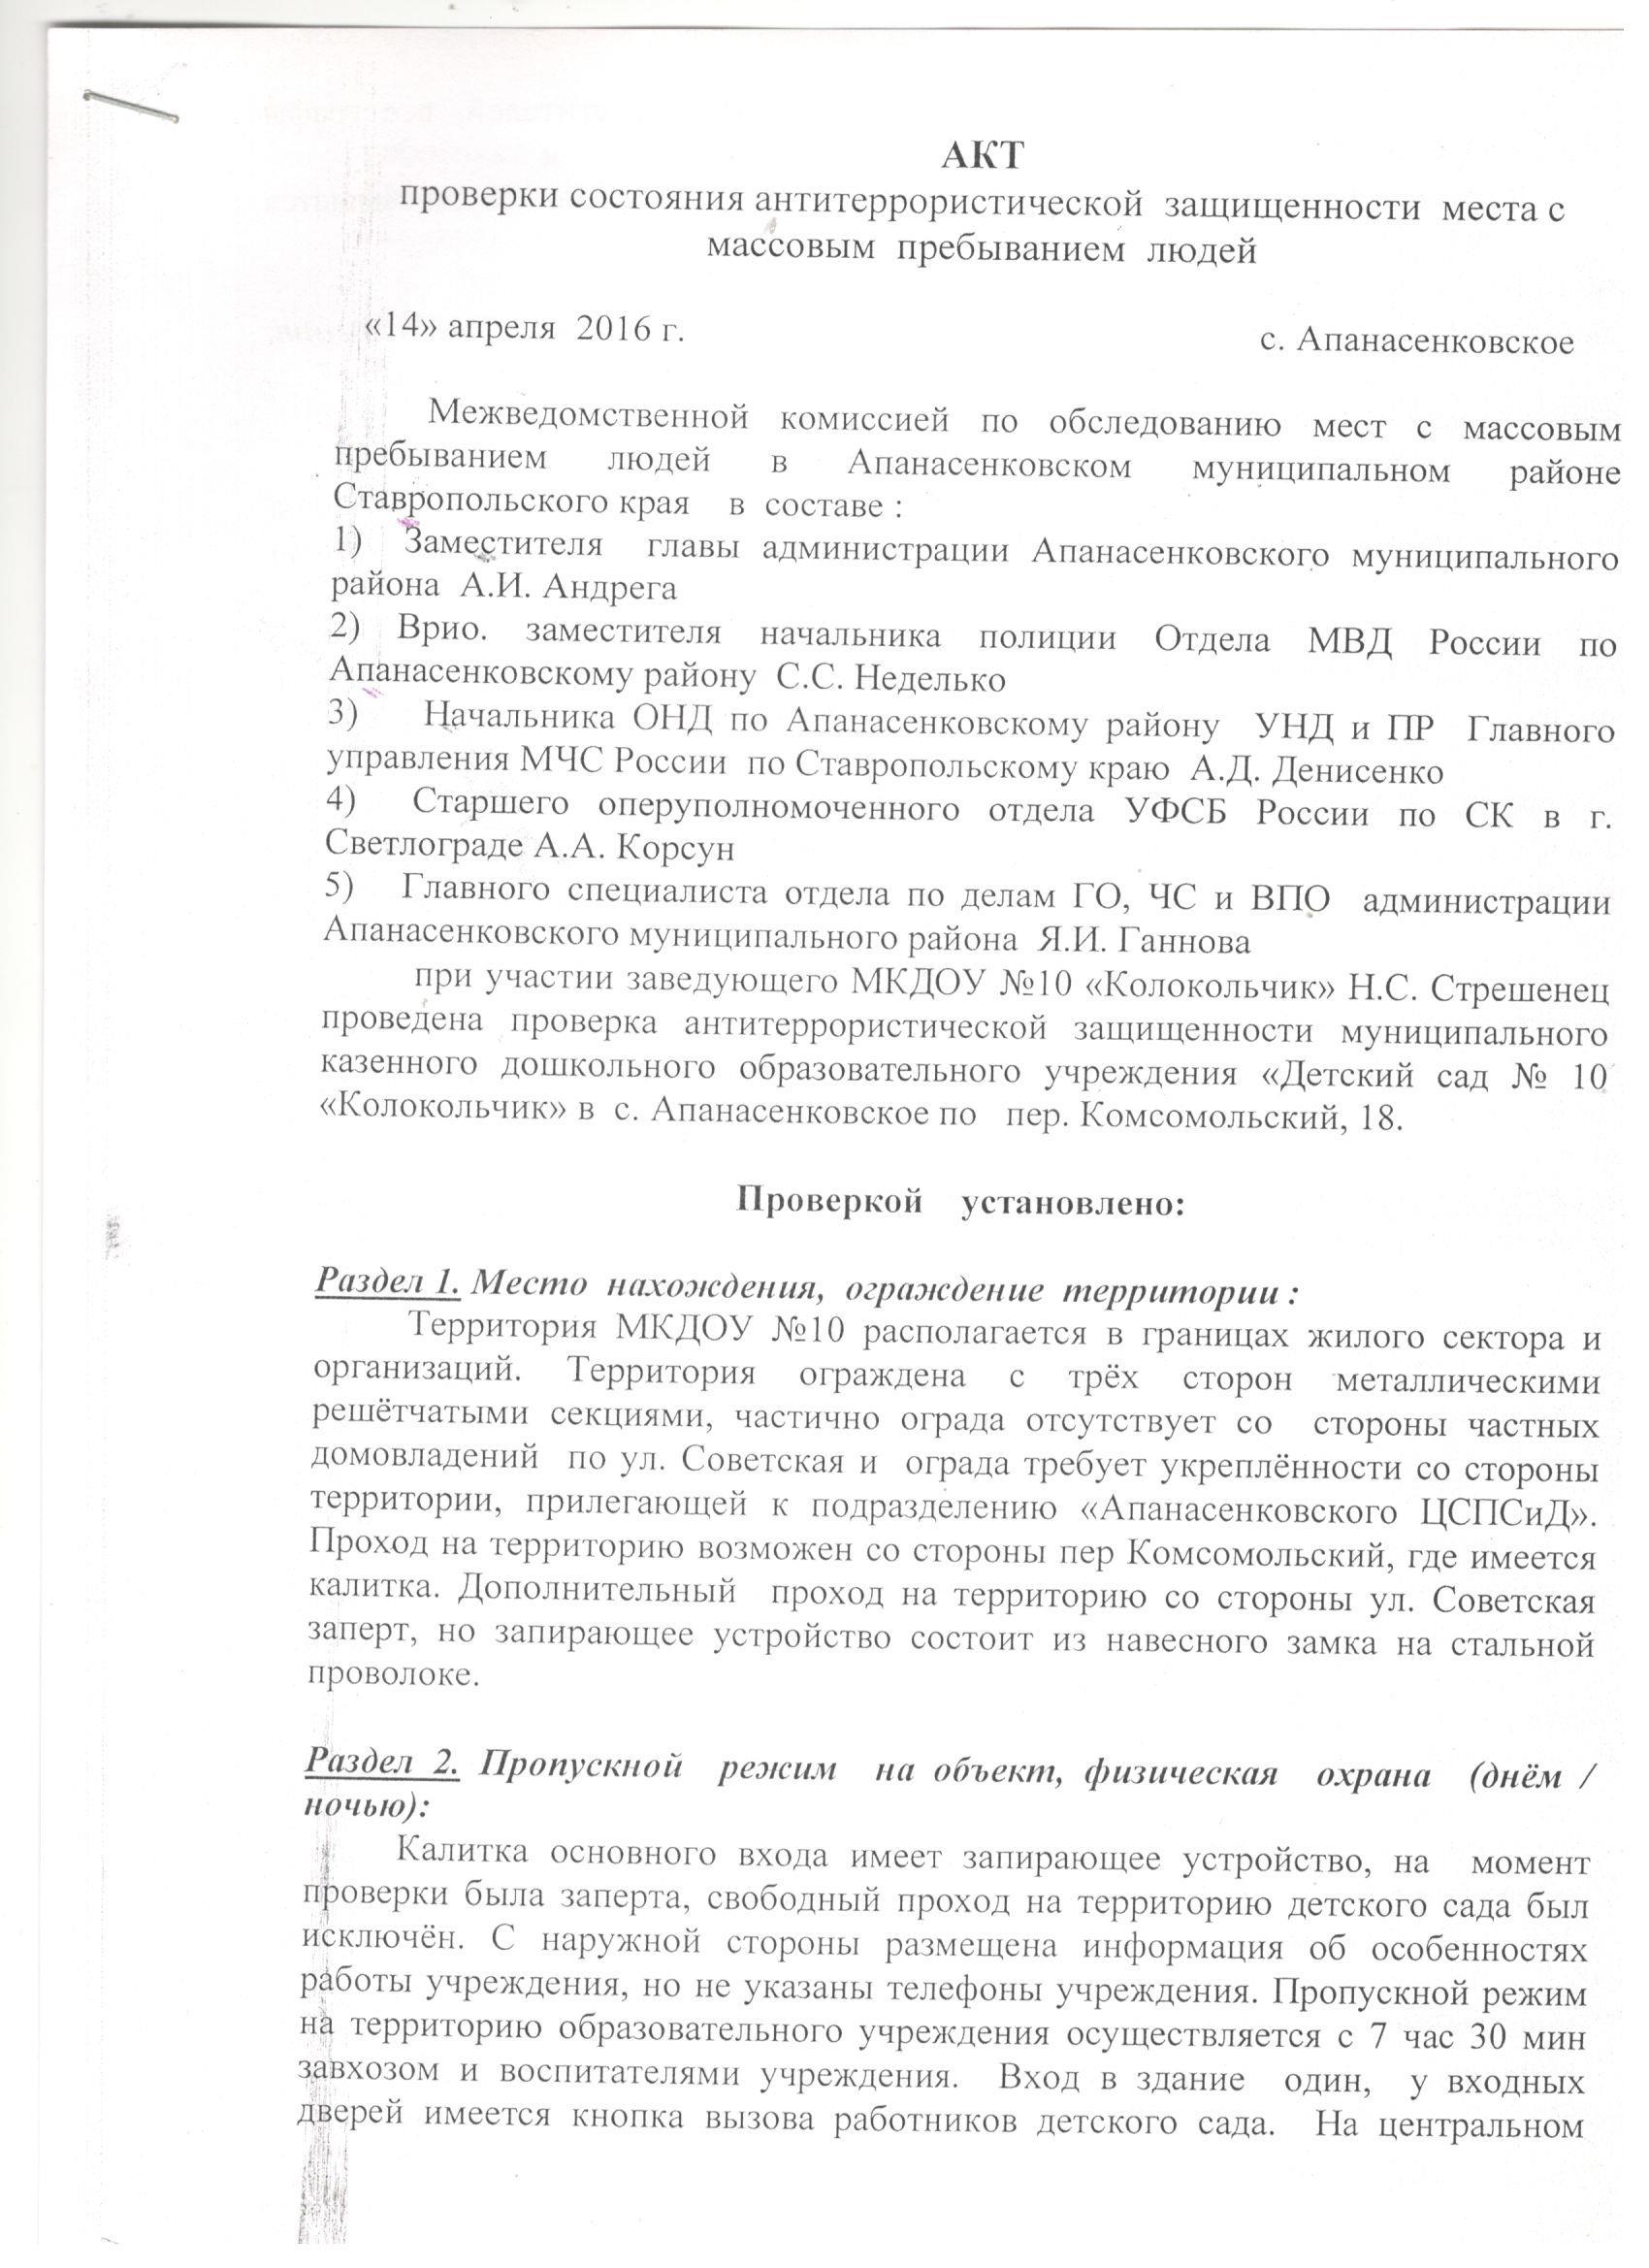 АКТ
проверки состояния антитеррористической защищенности места с
массовым пребыванием людей
«14» апреля 2016 г.
с. Апанасенковское
Межведомственной комиссией по обследованию мест с массовым
пребыванием людей в Апанасенковском муниципальном районе
Ставропольского края в составе :
1) Заместителя главы администрации Апанасенковского муниципального
района А.И. Андрега
2) Врио. заместителя начальника полиции Отдела МВД России по
Апанасенковскому району С.С. Неделько
3) Начальника ОНД по Апанасенковскому району УНД и ПР Главного
управления МЧС России по Ставропольскому краю А.Д. Денисенко
4) Старшего оперуполномоченного отдела УФСБ России по СК в г.
Светлограде А.А. Корсун
5) Главного специалиста отдела по делам ГО, ЧС и ВПО администрации
Апанасенковского муниципального района Я.И. Ганнова
при участии заведующего МКДОУ №10 «Колокольчик» Н.С. Стрешенец
проведена проверка антитеррористической защищенности муниципального
казенного дошкольного образовательного учреждения «Детский сад № 10
«Колокольчик» в с. Апанасенковское по пер. Комсомольский, 18.
Проверкой установлено:
Раздел 1. Место нахождения, ограждение территории :
Территория МКДОУ №10 располагается в границах жилого сектора и
организаций. Территория ограждена с трёх сторон металлическими
решётчатыми секциями, частично ограда отсутствует со стороны частных
домовладений по ул. Советская и ограда требует укреплённости со стороны
территории, прилегающей к подразделению «Апанасенковского ЦСПСиД».
Проход на территорию возможен со стороны пер Комсомольский, где имеется
калитка. Дополнительный проход на территорию со стороны ул. Советская
заперт, но запирающее устройство состоит из навесного замка на стальной
проволоке.
Раздел 2. Пропускной режим на объект, физическая охрана (днём /
ночью):
Калитка основного входа имеет запирающее устройство, на момент
проверки была заперта, свободный проход на территорию детского сада был
исключён. С наружной стороны размещена информация об особенностях
работы учреждения, но не указаны телефоны учреждения. Пропускной режим
на территорию образовательного учреждения осуществляется с 7 час 30 мин
завхозом и воспитателями учреждения. Вход в здание один, у входных
дверей имеется кнопка вызова работников детского сада. На центральном